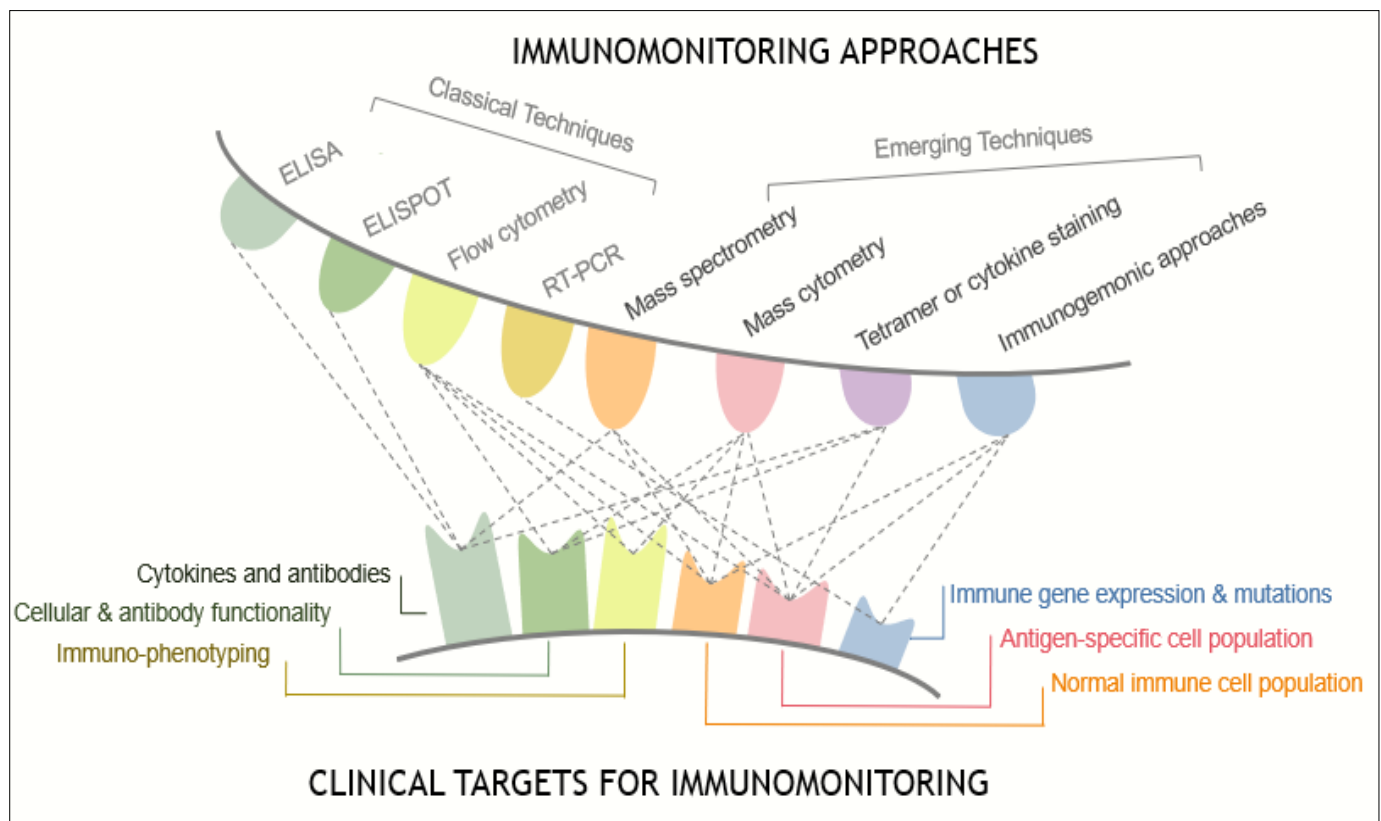 IMMUNOMONITORING APPROACHES
Classical Techniques
Emerging Techniques
ELISA
ELISPOT
Flow cytometry
RT-PCR
Mass spectrometry
Mass cytometry
Tetramer or cytokine staining
Immunogemonic approaches
Cytokines and antibodies
Cellular & antibody functionality
Immuno-phenotyping
Immune gene expression & mutations
Antigen-specific cell population
Normal immune cell population
CLINICAL TARGETS FOR IMMUNOMONITORING